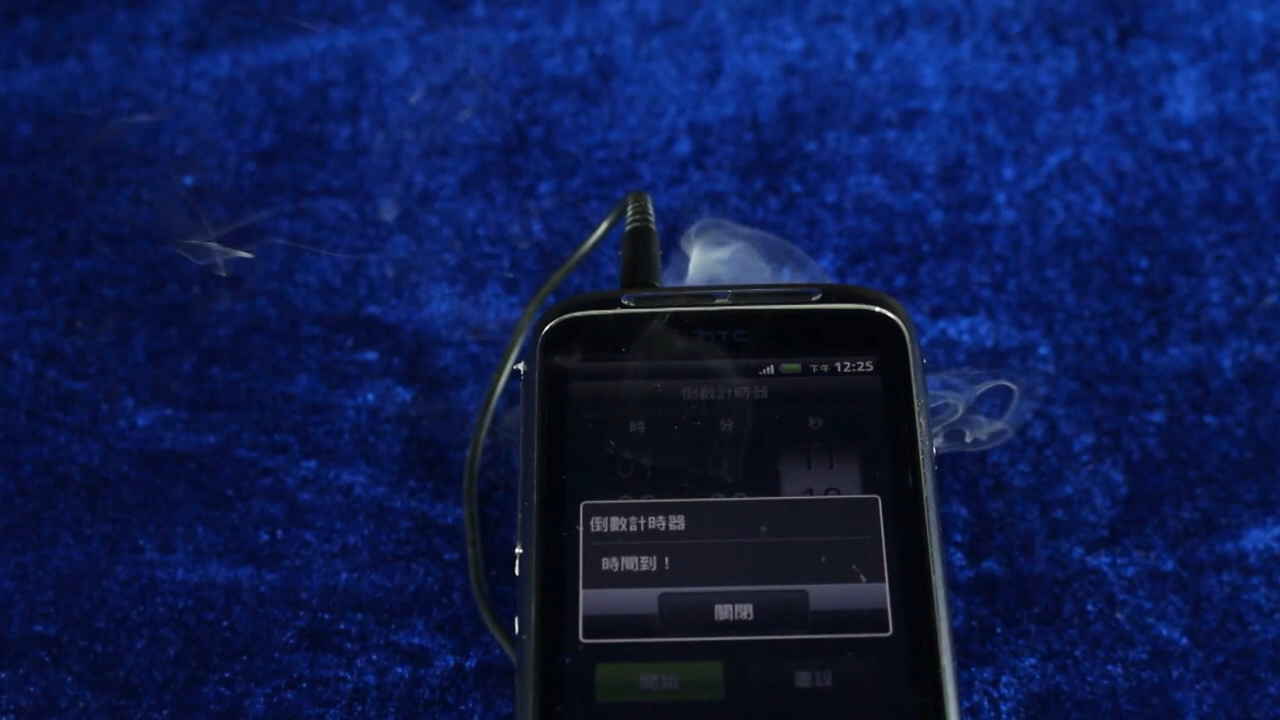 hTC
下午 12:25
倒數計時器
時 分 秒
倒數計時器
時間到！
關閉
開始 重設